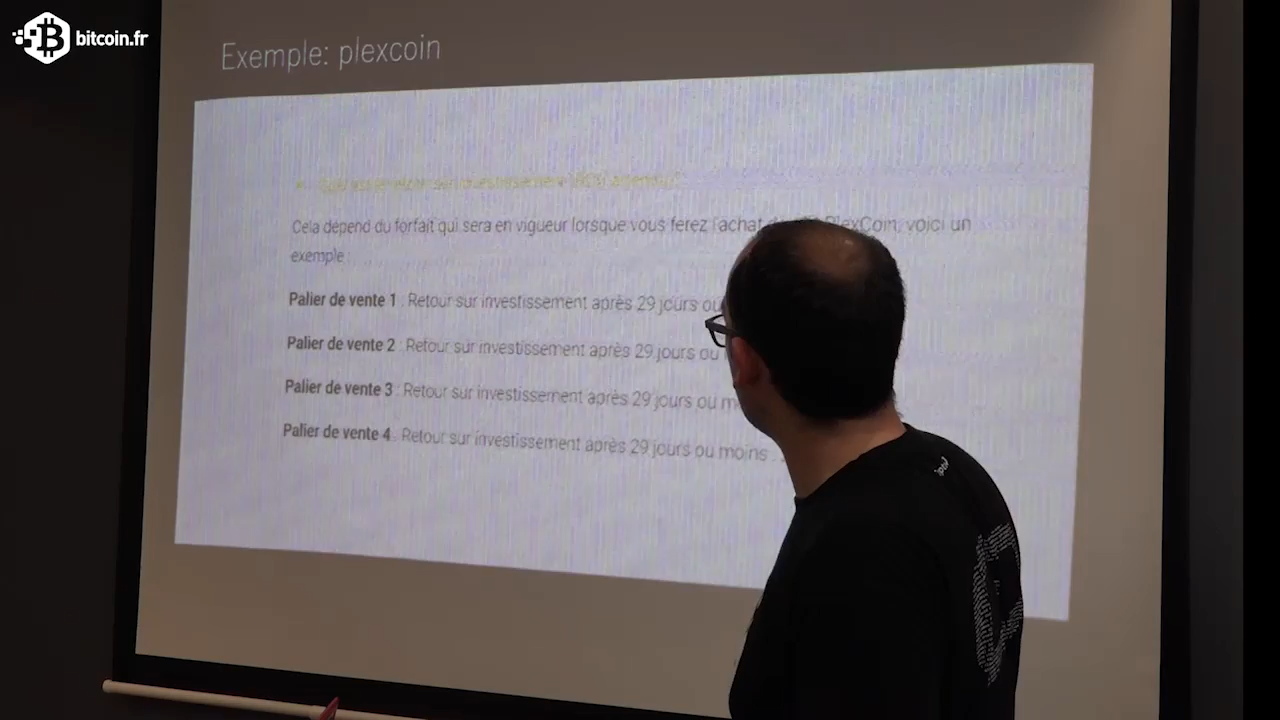 bitcoin.fr
Exemple: plexcoin
Cela dépend du forfait qui sera en vigueur lorsque vous ferez l'achat PlexCoin, voici un
exemple :
Palier de vente 1 : Retour sur investissement après 29 jours ou
Palier de vente 2 : Retour sur investissement après 29 jours ou
Palier de vente 3 : Retour sur investissement après 29 jours ou
Palier de vente 4 : Retour sur investissement après 29 jours ou moins :